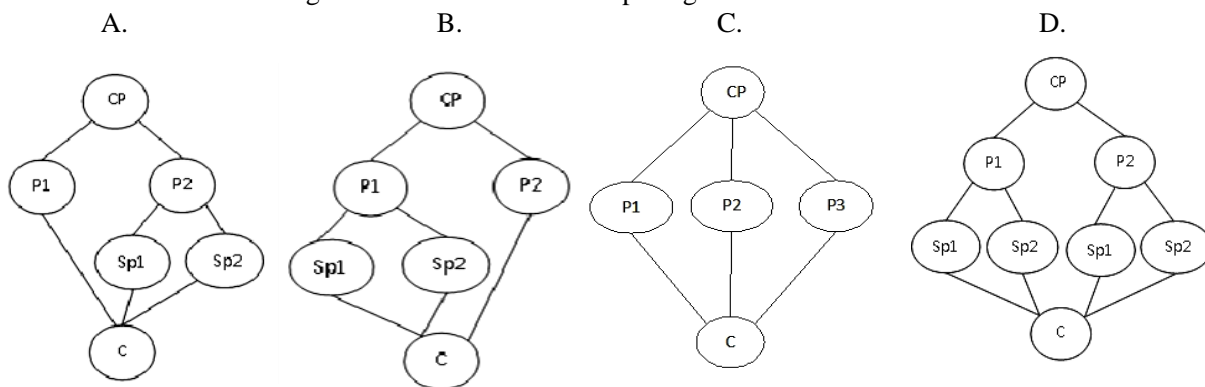 A. B. C. D.
CP CP CP CP
P1 P2 P1 P2 P1 P2 P3 P1 P2
Sp1 Sp2 Sp1 Sp2 Sp1 Sp2 Sp1 Sp2
C C C C